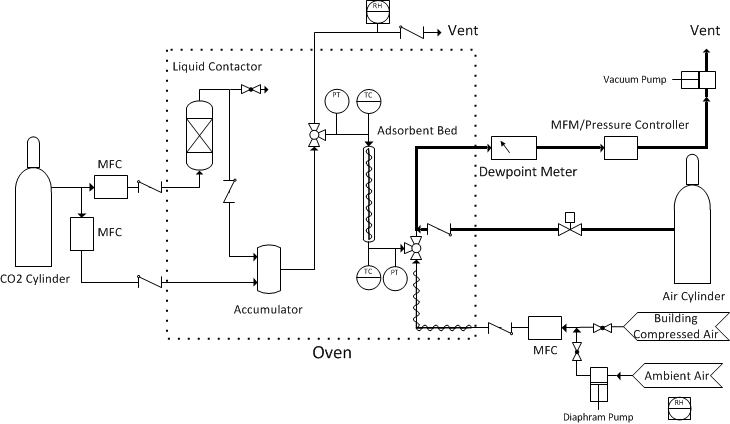 RH
Vent
Vent
Liquid Contactor
Vacuum Pump
PT
TC
Adsorbent Bed
MFM/Pressure Controller
MFC
Dewpoint Meter
MFC
TC
PT
CO2 Cylinder
Accumulator
Air Cylinder
Building
Compressed Air
Oven
MFC
Ambient Air
RH
Diaphram Pump